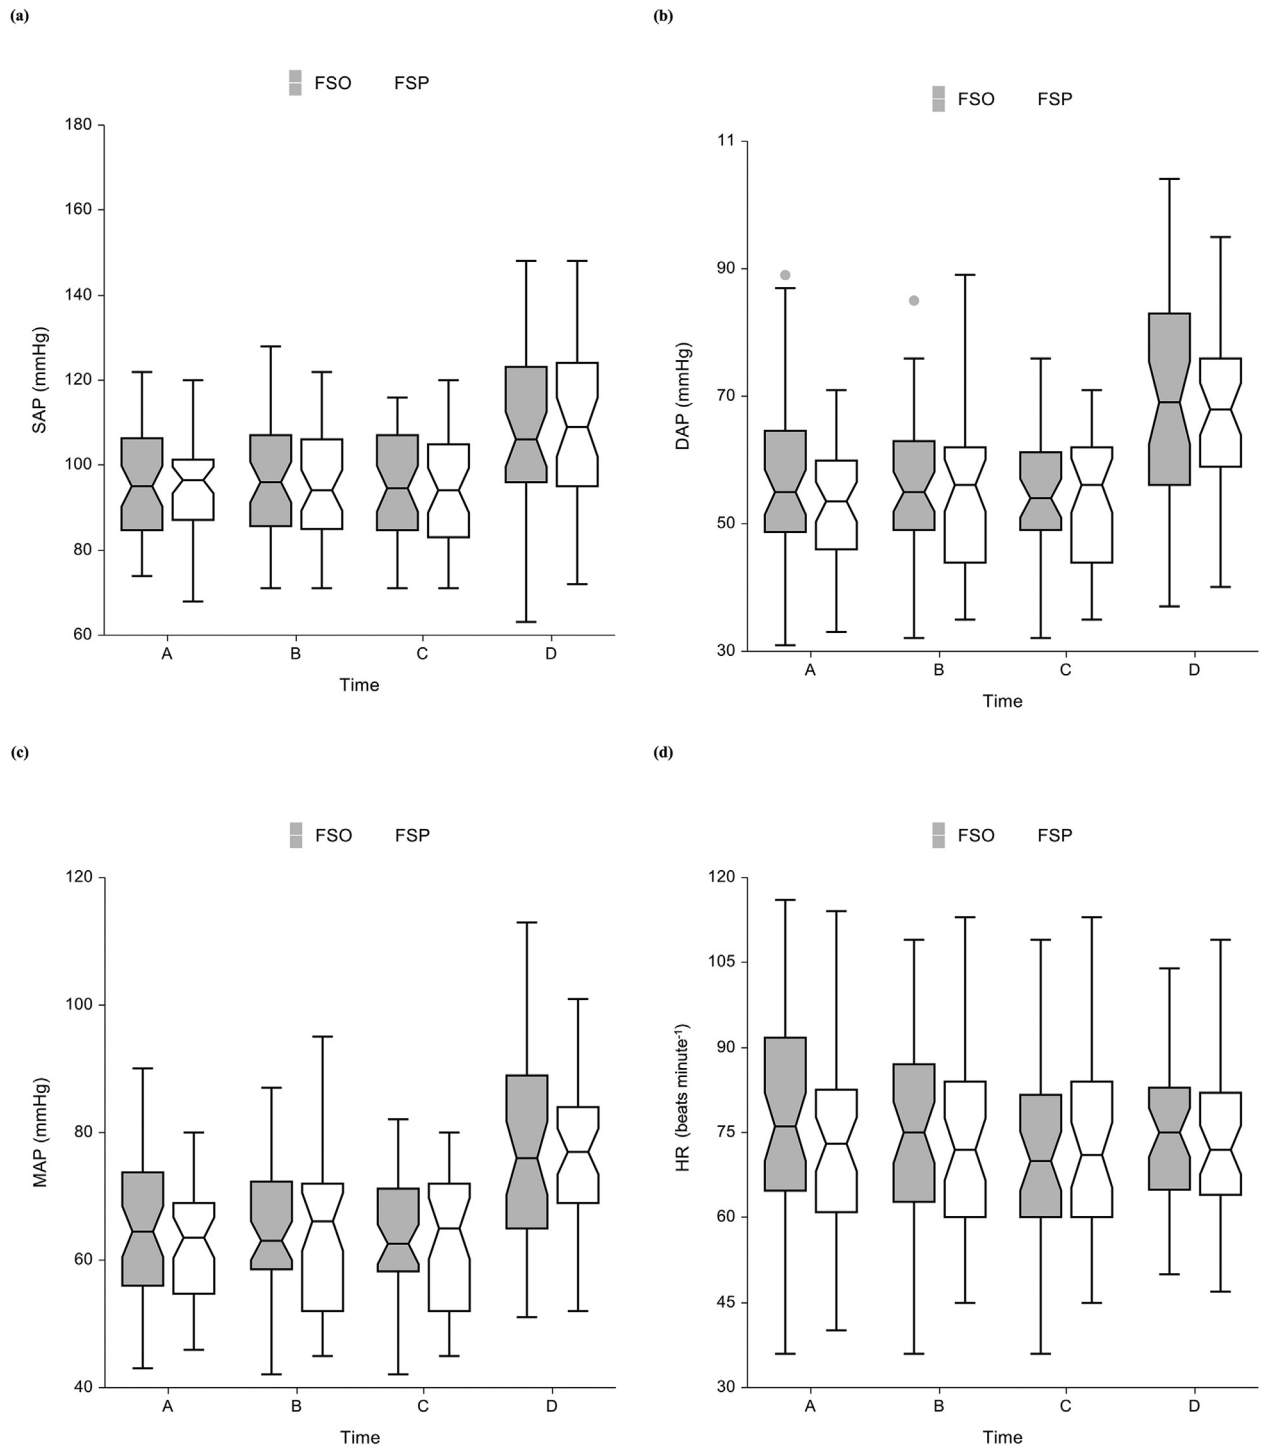 (a)
FSO FSP
180
160
140
120
100
80
60
SAP (mmHg)
A B C D
Time
(b)
FSO FSP
11
90
70
50
30
DAP (mmHg)
A B C D
Time
(c)
FSO FSP
120
100
80
60
40
MAP (mmHg)
A B C D
Time
(d)
FSO FSP
120
105
90
75
60
45
30
HR (beats minute⁻¹)
A B C D
Time